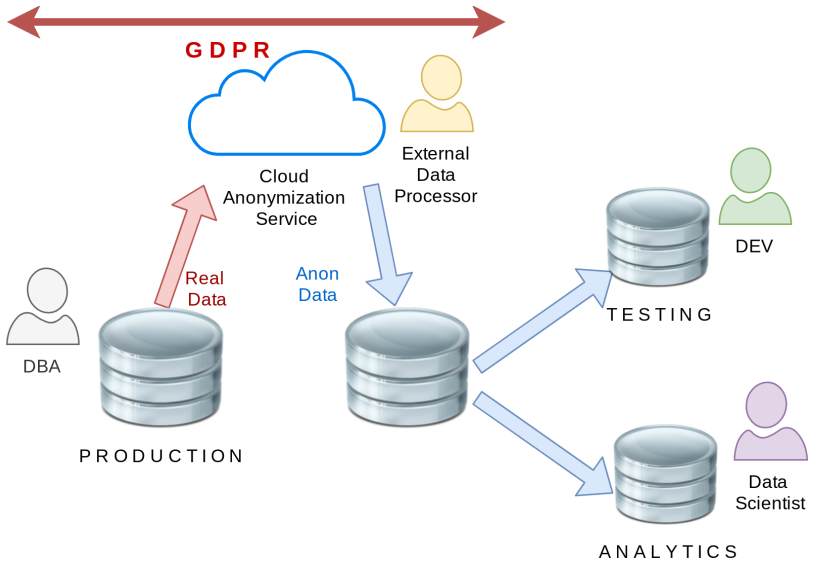 GDPR
Cloud
Anonymization
Service
External
Data
Processor
Real
Data
Anon
Data
DBA
PRODUCTION
DEV
TESTING
Data
Scientist
ANALYTICS